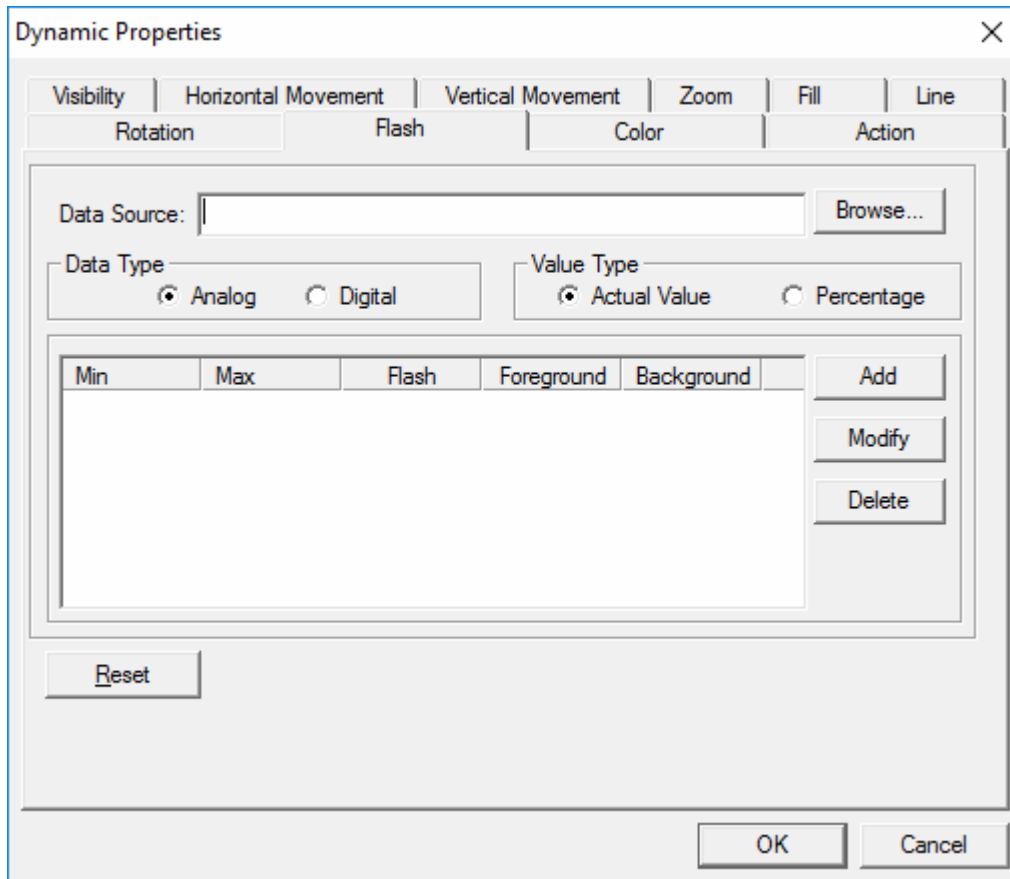 Dynamic Properties
Visibility Horizontal Movement Vertical Movement Zoom Fill Line
Rotation Flash Color Action
Data Source: Browse...
Data Type Value Type
Analog Digital Actual Value Percentage
Min Max Flash Foreground Background Add
Modify
Delete
Reset
OK Cancel